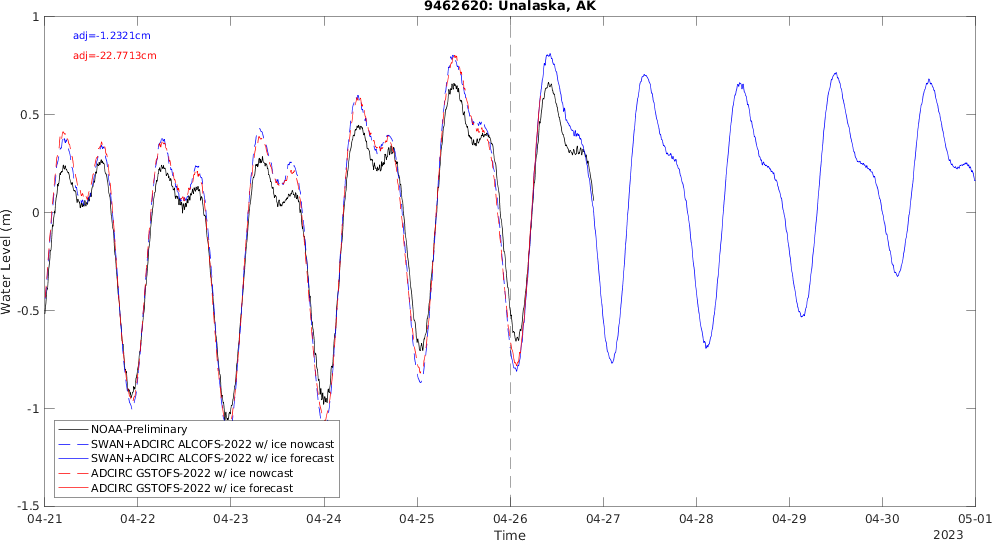 9462620: Unalaska, AK
adj=-1.2321cm
adj=-22.7713cm
1
0.5
0
-0.5
-1
-1.5
Water Level (m)
NOAA-Preliminary
SWAN+ADCIRC ALCOFS-2022 w/ ice nowcast
SWAN+ADCIRC ALCOFS-2022 w/ ice forecast
ADCIRC GSTOFS-2022 w/ ice nowcast
ADCIRC GSTOFS-2022 w/ ice forecast
04-21 04-22 04-23 04-24 04-25 04-26 04-27 04-28 04-29 04-30 05-01
Time
2023